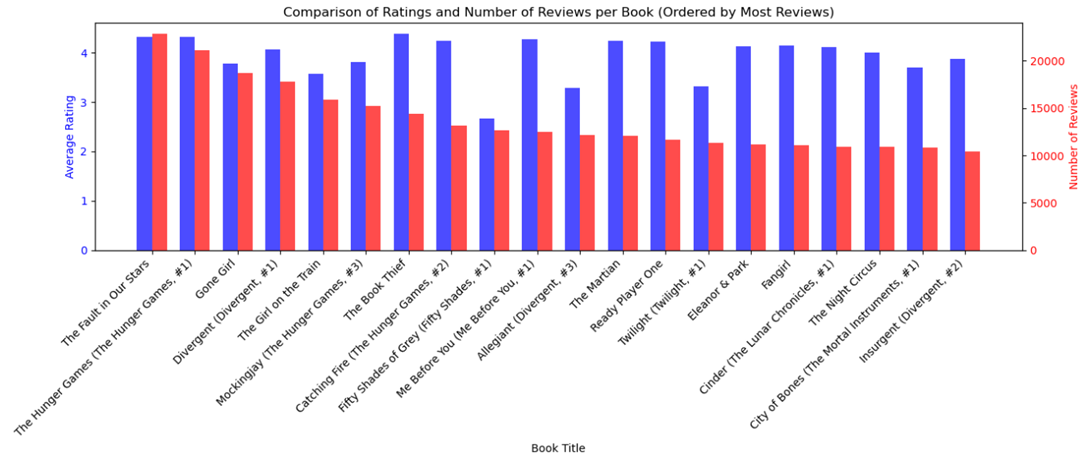 Comparison of Ratings and Number of Reviews per Book (Ordered by Most Reviews)
Average Rating
4
3
2
1
0
20000
15000
10000
5000
0
Number of Reviews
The Fault in Our Stars
The Hunger Games (The Hunger Games, #1)
Gone Girl
Divergent (Divergent, #1)
The Girl on the Train
Mockingjay (The Hunger Games, #3)
The Book Thief
Catching Fire (The Hunger Games, #2)
Fifty Shades of Grey (Fifty Shades, #1)
Me Before You (Me Before You, #1)
Allegiant (Divergent, #3)
The Martian
Ready Player One
Twilight (Twilight, #1)
Eleanor & Park
Fangirl
Cinder (The Lunar Chronicles, #1)
The Night Circus
City of Bones (The Mortal Instruments, #1)
Insurgent (Divergent, #2)
Book Title